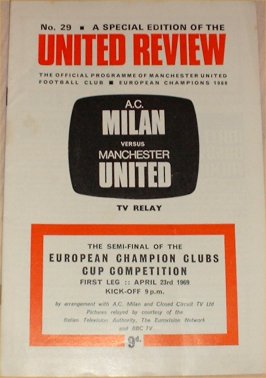 No. 29 ■ A SPECIAL EDITION OF THE
UNITED REVIEW
THE OFFICIAL PROGRAMME OF MANCHESTER UNITED
FOOTBALL CLUB ■ EUROPEAN CHAMPIONS 1968
A.C.
MILAN
VERSUS
MANCHESTER
UNITED
TV RELAY
THE SEMI-FINAL OF THE
EUROPEAN CHAMPION CLUBS
CUP COMPETITION
FIRST LEG :: APRIL 23rd 1969
KICK-OFF 9 p.m.
by arrangement with A.C. Milan and Closed Circuit TV Ltd
Pictures relayed by courtesy of the
Italian Television Authority, The Eurovision Network
and BBC TV
9d.